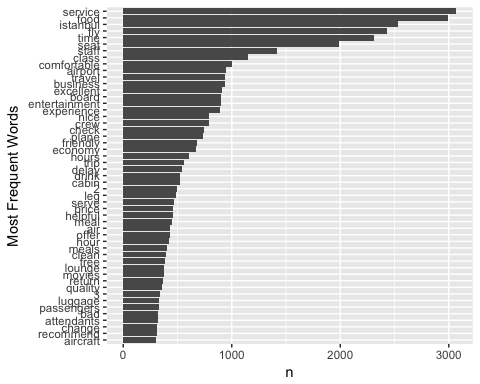 Most Frequent Words
service
food
istanbul
fly
time
seat
staff
class
comfortable
airport
travel
business
excellent
board
entertainment
experience
nice
crew
check
plane
friendly
economy
hours
trip
delay
drink
cabin
2
leg
serve
price
helpful
meal
air
offer
hour
meals
clean
free
lounge
movies
return
quality
3
luggage
passengers
bad
attendants
change
recommend
aircraft
0 1000 2000 3000
n